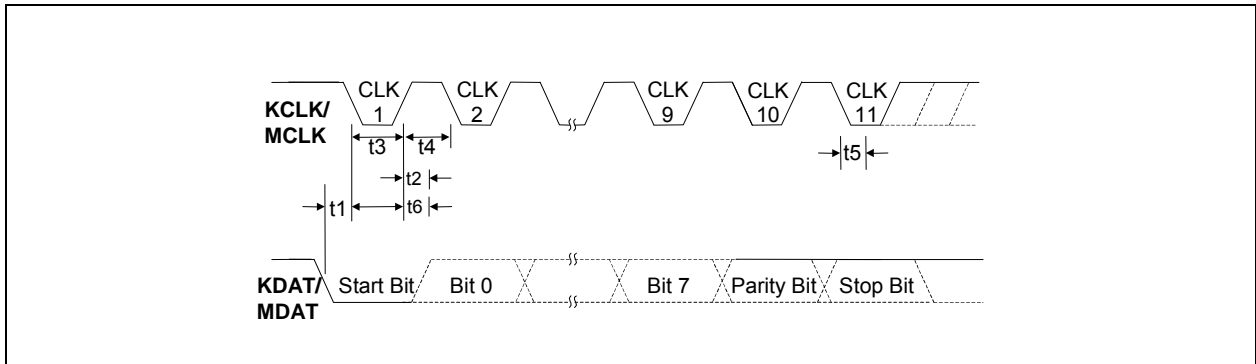 KCLK/
MCLK
CLK
1
CLK
2
CLK
9
CLK
10
CLK
11
t3
t4
t5
t2
t1
t6
KDAT/
MDAT
Start Bit
Bit 0
Bit 7
Parity Bit
Stop Bit